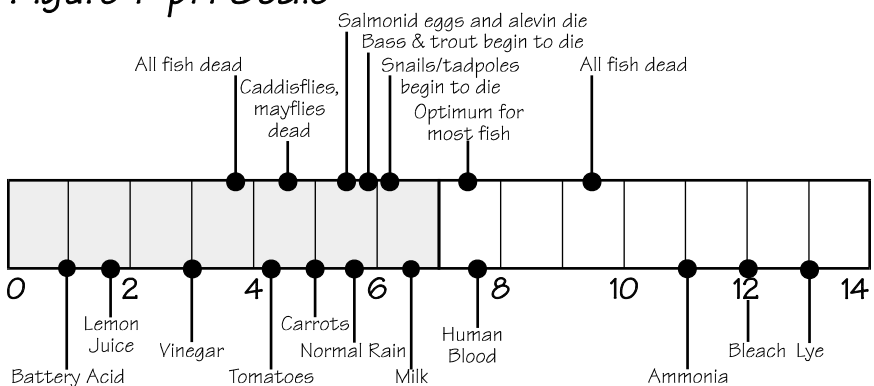 Figure 1 pH Scale
Salmonid eggs and alevin die
Bass & trout begin to die
All fish dead
Snails/tadpoles
begin to die
All fish dead
Caddisflies,
mayflies
dead
Optimum for
most fish
0 2 4 6 8 10 12 14
Lemon
Juice
Carrots
Human
Blood
Vinegar
Normal Rain
Bleach
Lye
Battery Acid
Tomatoes
Milk
Ammonia